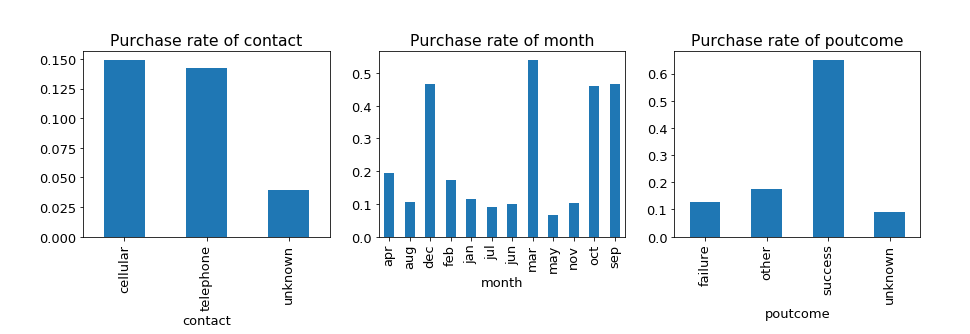 Purchase rate of contact
0.150
0.125
0.100
0.075
0.050
0.025
0.000
cellular
telephone
unknown
contact
Purchase rate of month
0.5
0.4
0.3
0.2
0.1
0.0
apr
aug
dec
feb
jan
jul
jun
mar
may
nov
oct
sep
month
Purchase rate of poutcome
0.6
0.5
0.4
0.3
0.2
0.1
0.0
failure
other
success
unknown
poutcome